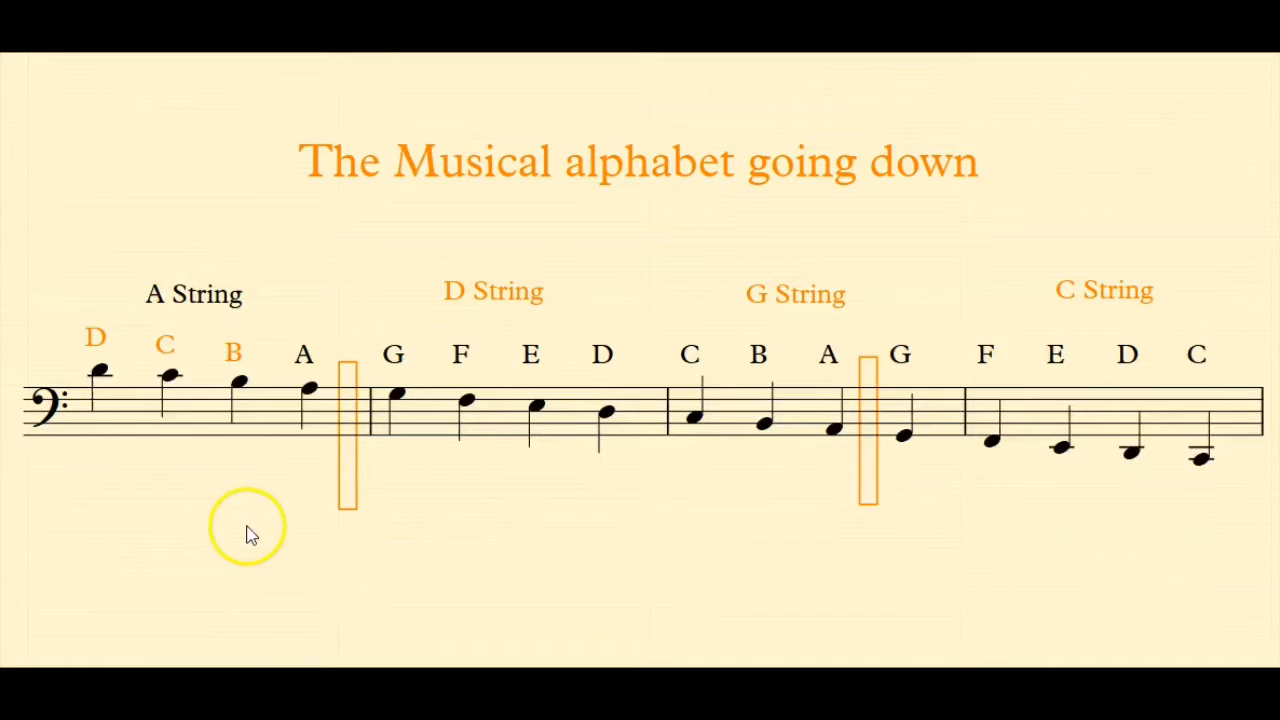 The Musical alphabet going down
A String D String G String C String
D C B A G F E D C B A G F E D C